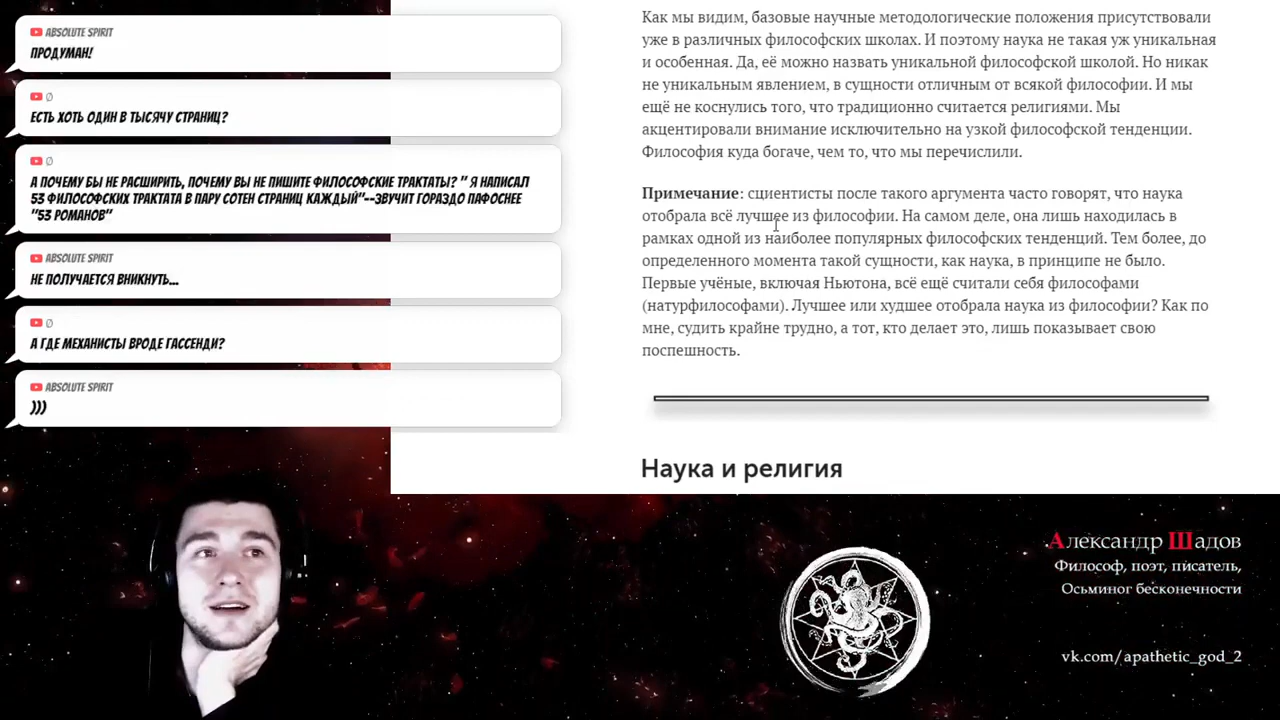 ABSOLUTE SPIRIT
ПРОДУМАН!
Ø
ЕСТЬ ХОТЬ ОДИН В ТЫСЯЧУ СТРАНИЦ?
Ø
А ПОЧЕМУ БЫ НЕ РАСШИРИТЬ, ПОЧЕМУ ВЫ НЕ ПИШИТЕ ФИЛОСОФСКИЕ ТРАКТАТЫ? " Я НАПИСАЛ
53 ФИЛОСОФСКИХ ТРАКТАТА В ПАРУ СОТЕН СТРАНИЦ КАЖДЫЙ"--ЗВУЧИТ ГОРАЗДО ПАФОСНЕЕ
"53 РОМАНОВ"
ABSOLUTE SPIRIT
НЕ ПОЛУЧАЕТСЯ ВНИКНУТЬ...
Ø
А ГДЕ МЕХАНИСТЫ ВРОДЕ ГАССЕНДИ?
ABSOLUTE SPIRIT
)))
Как мы видим, базовые научные методологические положения присутствовали
уже в различных философских школах. И поэтому наука не такая уж уникальная
и особенная. Да, её можно назвать уникальной философской школой. Но никак
не уникальным явлением, в сущности отличным от всякой философии. И мы
ещё не коснулись того, что традиционно считается религиями. Мы
акцентировали внимание исключительно на узкой философской тенденции.
Философия куда богаче, чем то, что мы перечислили.
Примечание: сциентисты после такого аргумента часто говорят, что наука
отобрала всё лучшее из философии. На самом деле, она лишь находилась в
рамках одной из наиболее популярных философских тенденций. Тем более, до
определенного момента такой сущности, как наука, в принципе не было.
Первые учёные, включая Ньютона, всё ещё считали себя философами
(натурфилософами). Лучшее или худшее отобрала наука из философии? Как по
мне, судить крайне трудно, а тот, кто делает это, лишь показывает свою
поспешность.
Наука и религия
Александр Шадов
Философ, поэт, писатель,
Осьминог бесконечности
vk.com/apathetic_god_2